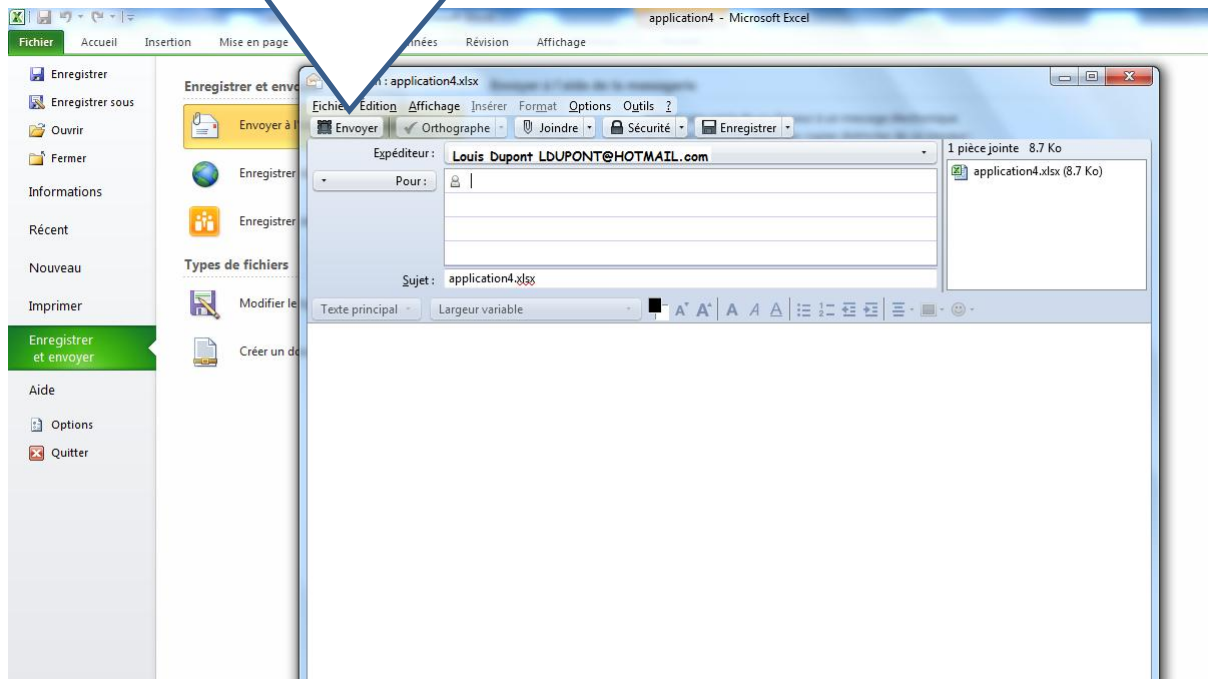 application4 - Microsoft Excel
Fichier Accueil Insertion Mise en page Révision Affichage
Enregistrer
Enregistrer sous
Ouvrir
Fermer
Informations
Récent
Nouveau
Imprimer
Enregistrer
et envoyer
Aide
Options
Quitter
Enregistrer et
Envoyer à
Enregistrer
Enregistrer
Types de fichiers
Modifier le
Créer un
: application4.xlsx
Fichier Edition Affichage Insérer Format Options Outils ?
Envoyer Orthographe Joindre Sécurité Enregistrer
Expéditeur : Louis Dupont LDUPONT@HOTMAIL.com
Pour :
Sujet : application4.xlsx
1 pièce jointe 8.7 Ko
application4.xlsx (8.7 Ko)
Texte principal Largeur variable